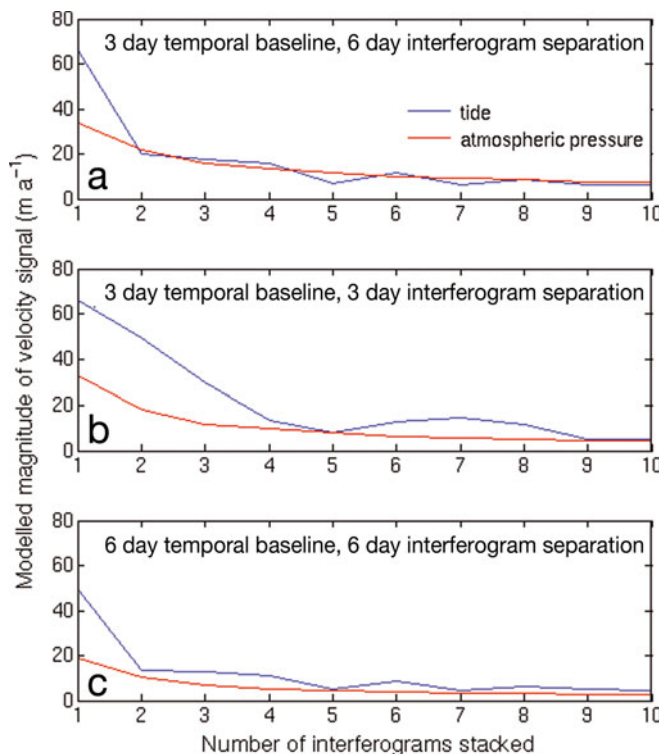 Modelled magnitude of velocity signal (m a⁻¹)
80
60
40
20
0
3 day temporal baseline, 6 day interferogram separation
tide
atmospheric pressure
a
1 2 3 4 5 6 7 8 9 10
80
60
40
20
0
3 day temporal baseline, 3 day interferogram separation
b
1 2 3 4 5 6 7 8 9 10
80
60
40
20
0
6 day temporal baseline, 6 day interferogram separation
c
1 2 3 4 5 6 7 8 9 10
Number of interferograms stacked